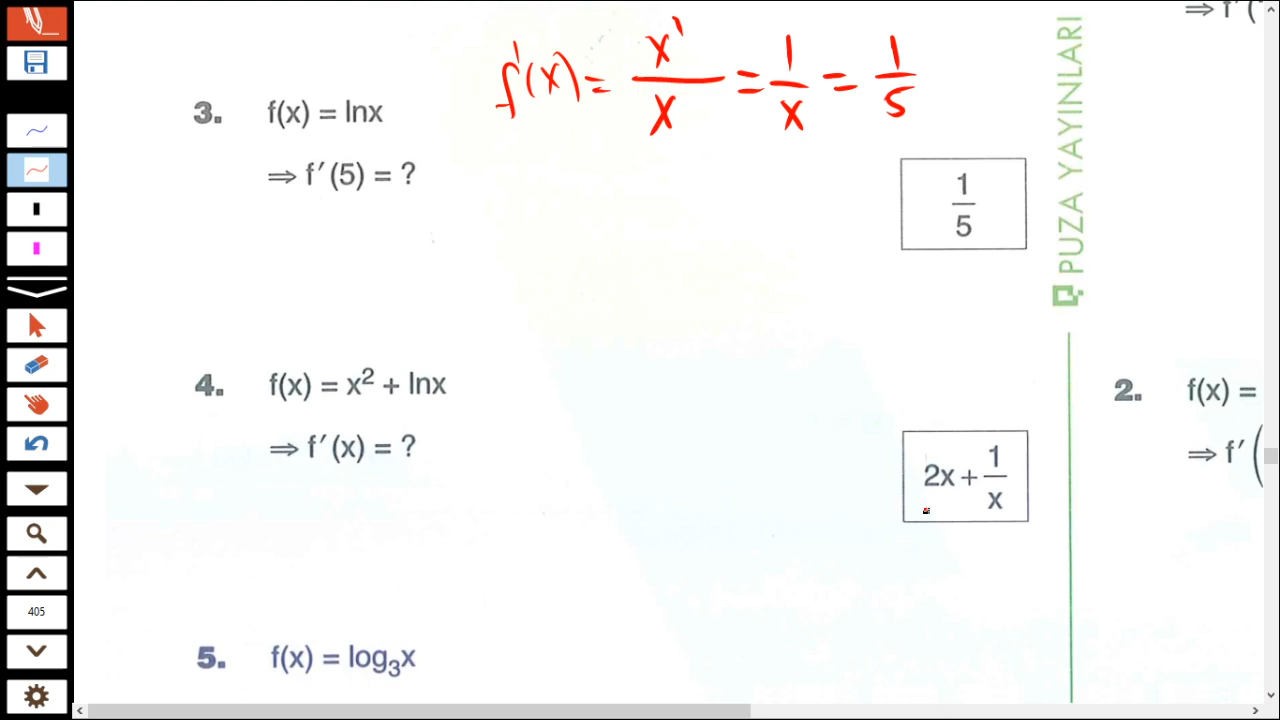 ⇒ f′(
f'(x) = x'/x = 1/x = 1/5
3. f(x) = lnx
⇒ f′(5) = ?
1/5
PUZA YAYINLARI
4. f(x) = x² + lnx
⇒ f′(x) = ?
2x + 1/x
2. f(x) =
⇒ f′(
5. f(x) = log₃x
405